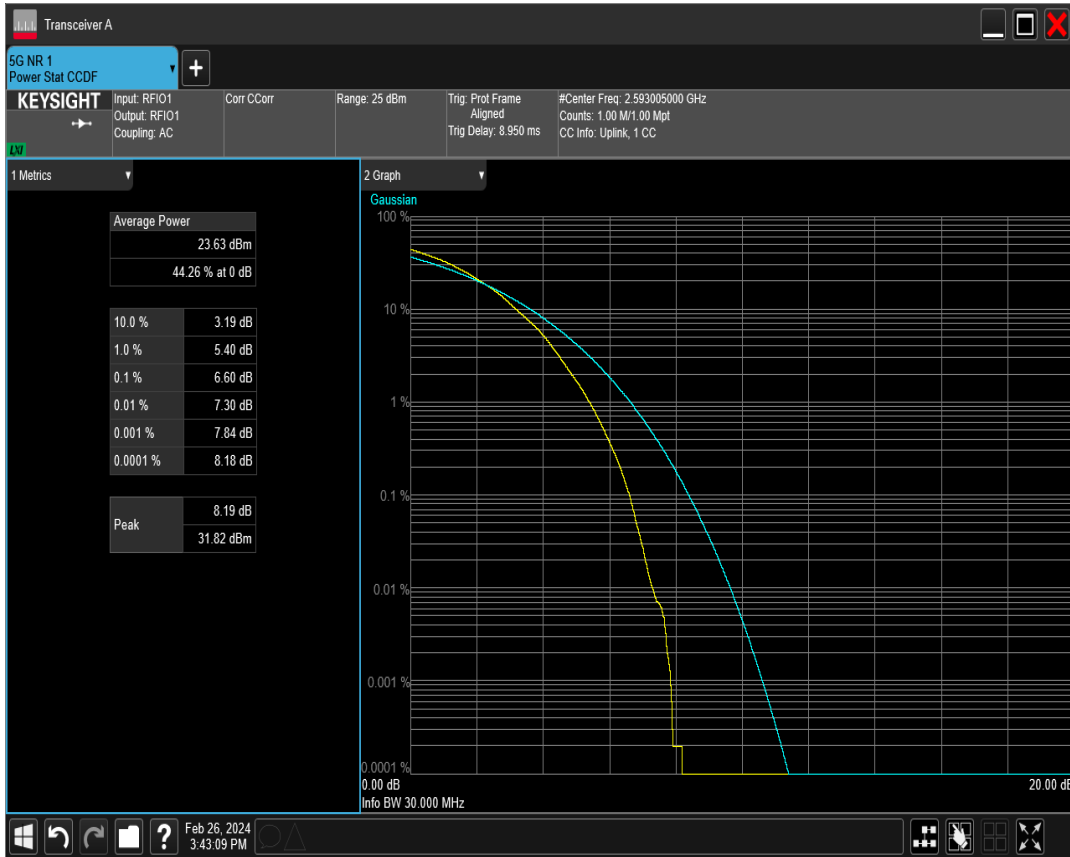 Transceiver A
5G NR 1
Power Stat CCDF
KEYSIGHT
LXI
Input: RFIO1
Output: RFIO1
Coupling: AC
Corr CCorr
Range: 25 dBm
Trig: Prot Frame
Aligned
Trig Delay: 8.950 ms
#Center Freq: 2.593005000 GHz
Counts: 1.00 M/1.00 Mpt
CC Info: Uplink, 1 CC
1 Metrics
Average Power
23.63 dBm
44.26 % at 0 dB
10.0 % 3.19 dB
1.0 % 5.40 dB
0.1 % 6.60 dB
0.01 % 7.30 dB
0.001 % 7.84 dB
0.0001 % 8.18 dB
Peak 8.19 dB
31.82 dBm
2 Graph
Gaussian
100 %
10 %
1 %
0.1 %
0.01 %
0.001 %
0.0001 %
0.00 dB 20.00 dB
Info BW 30.000 MHz
Feb 26, 2024
3:43:09 PM